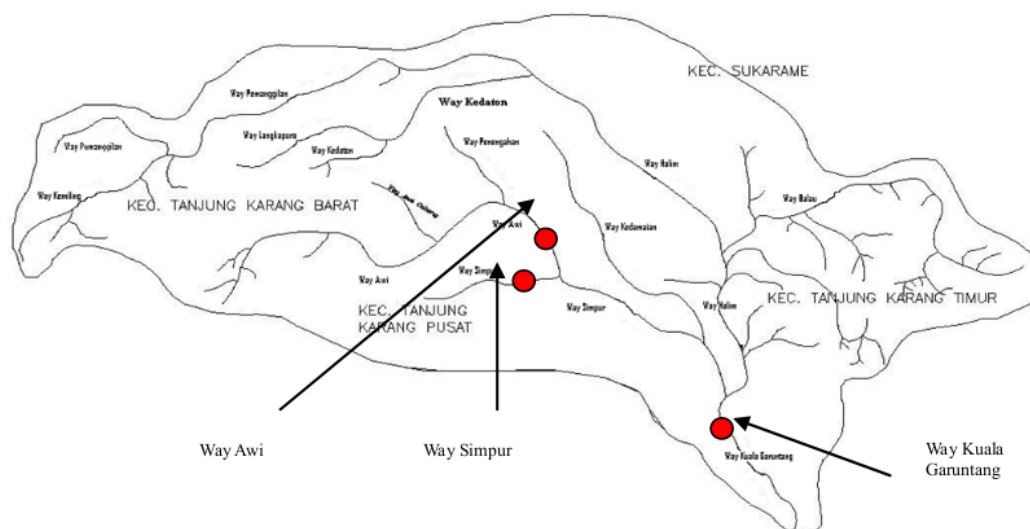 KEC. SUKARAME
Way Pemanggilan
Way Kedaton
Way Langkapura
Way Penengahan
Way Pemanggilan
Way Kedaton
Way Halim
Way Kemiling
KEC. TANJUNG KARANG BARAT
Way Balau
Way Awi
Way Kedamaian
Way Awi
Way Simpur
KEC. TANJUNG
KARANG PUSAT
Way Simpur
Way Halim
KEC. TANJUNG KARANG TIMUR
Way Awi
Way Simpur
Way Kuala Garuntang
Way Kuala
Garuntang